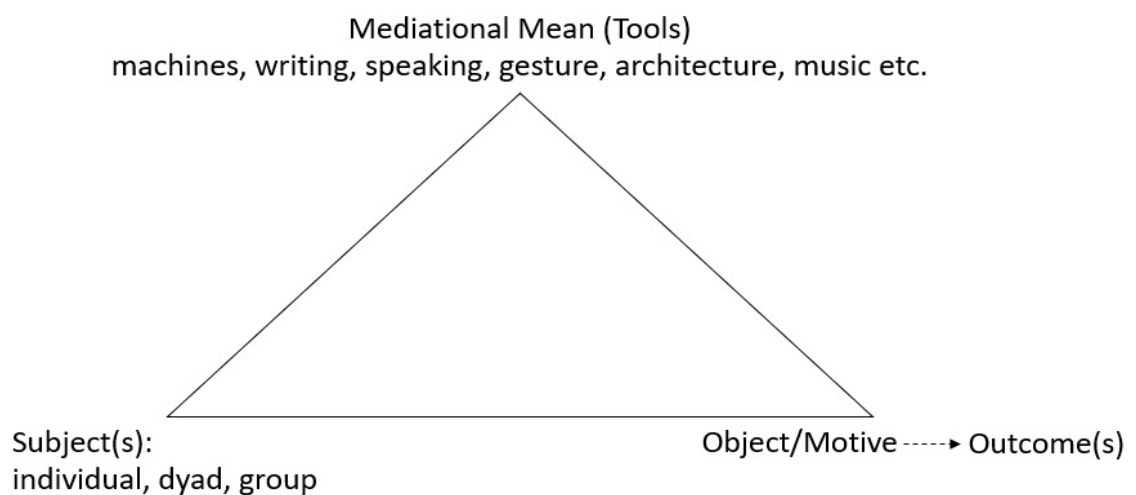 Mediational Mean (Tools)
machines, writing, speaking, gesture, architecture, music etc.
Subject(s):
individual, dyad, group
Object/Motive
Outcome(s)